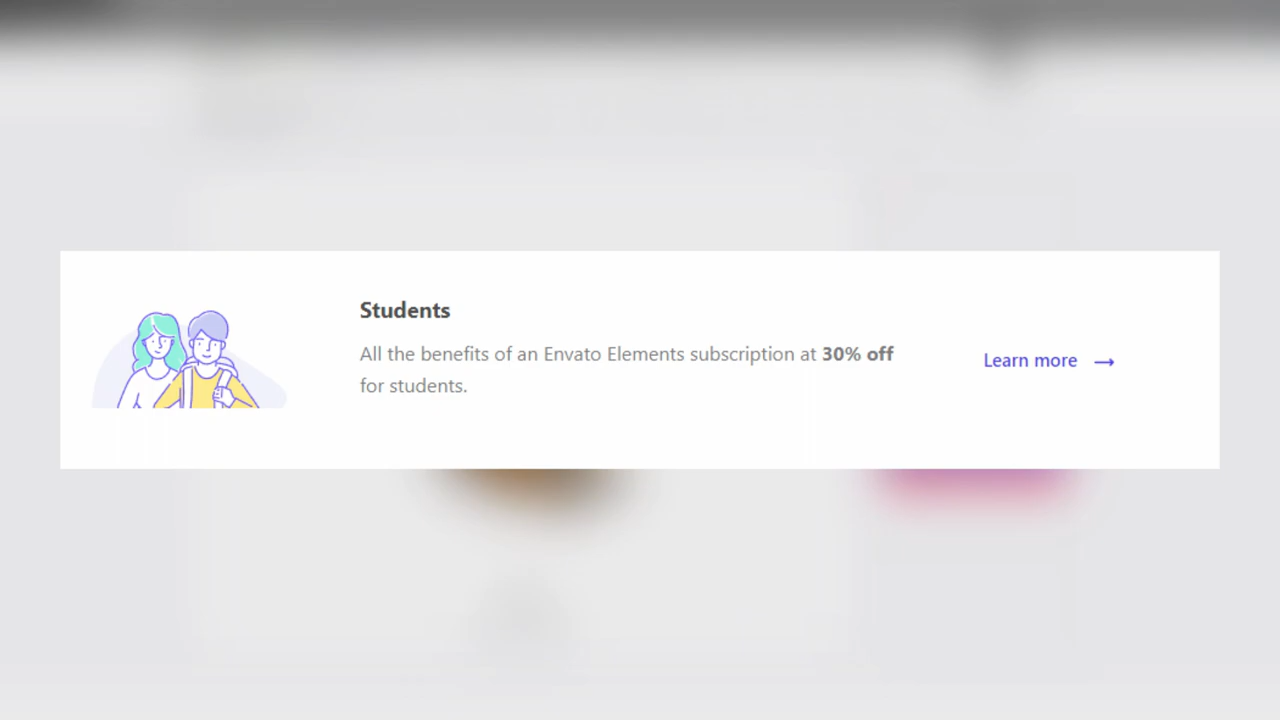 Students
All the benefits of an Envato Elements subscription at 30% off
for students.
Learn more →